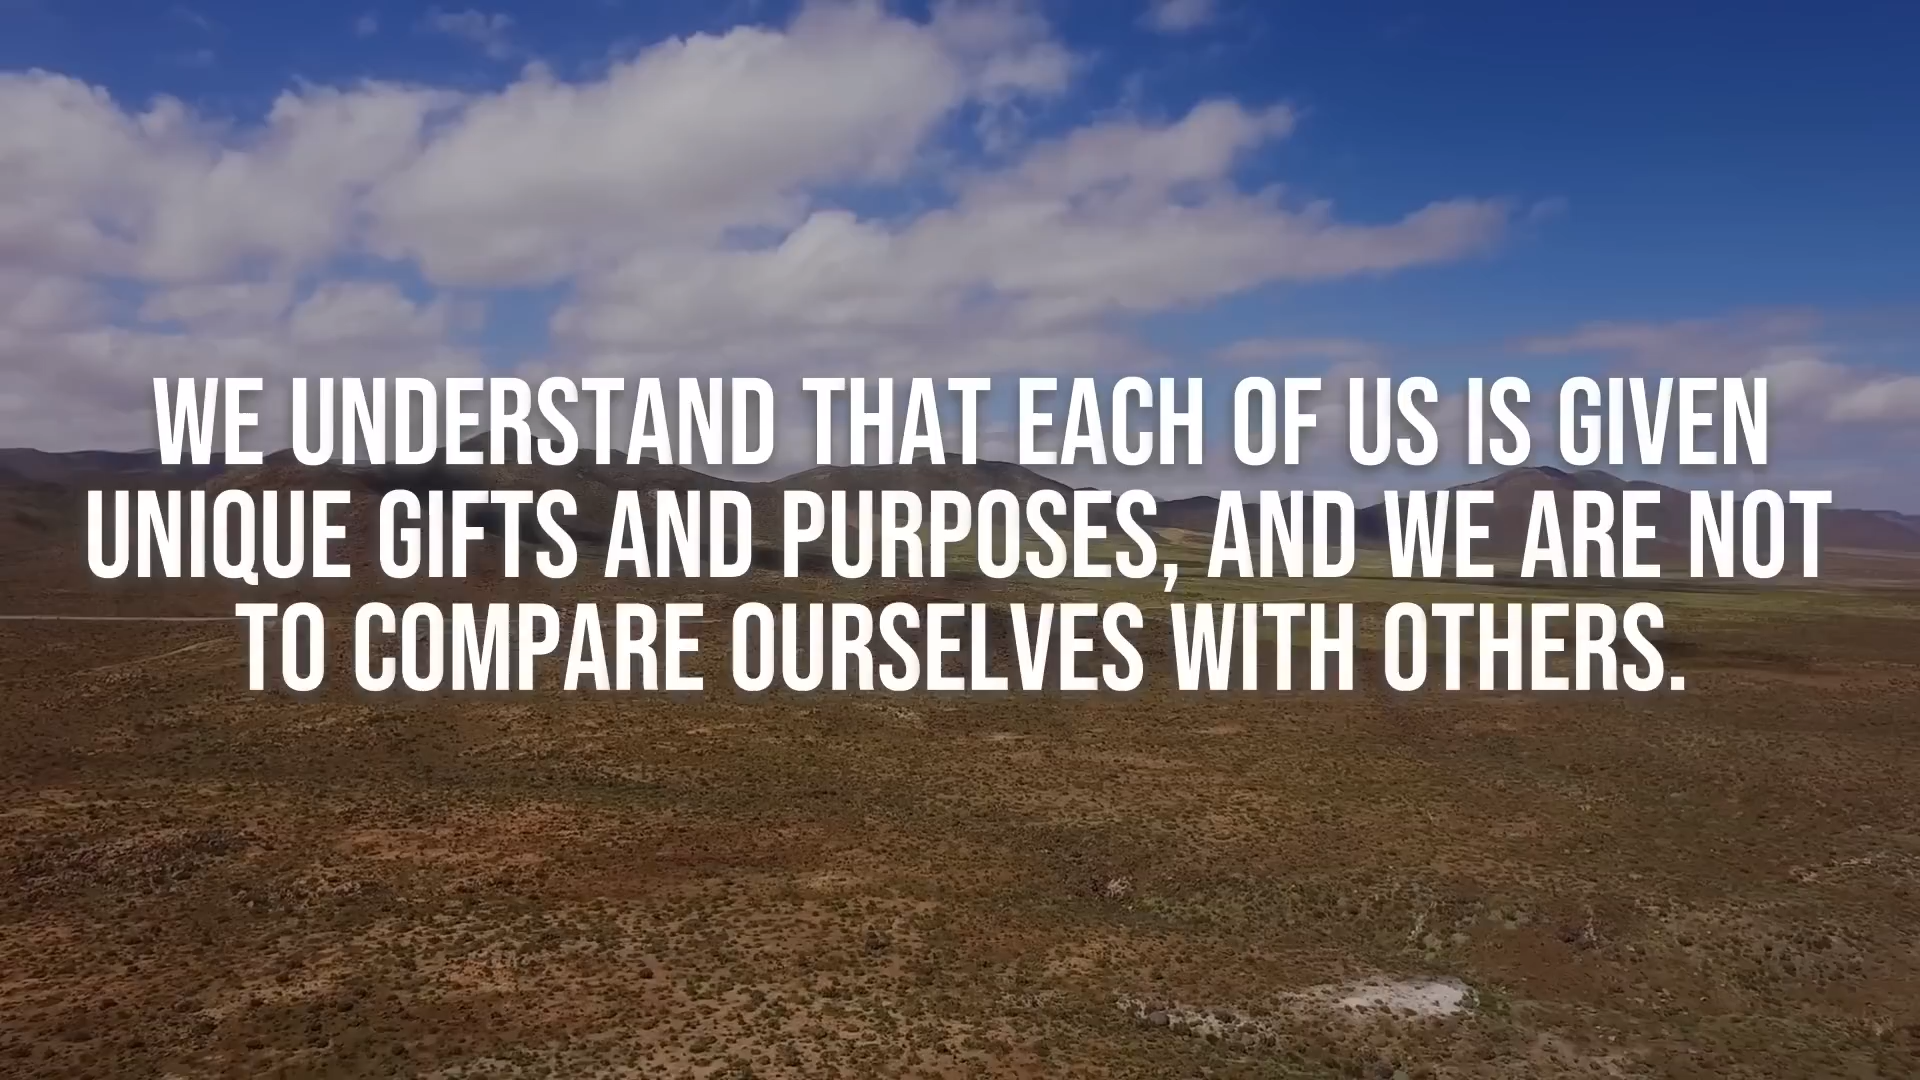 WE UNDERSTAND THAT EACH OF US IS GIVEN
UNIQUE GIFTS AND PURPOSES, AND WE ARE NOT
TO COMPARE OURSELVES WITH OTHERS.